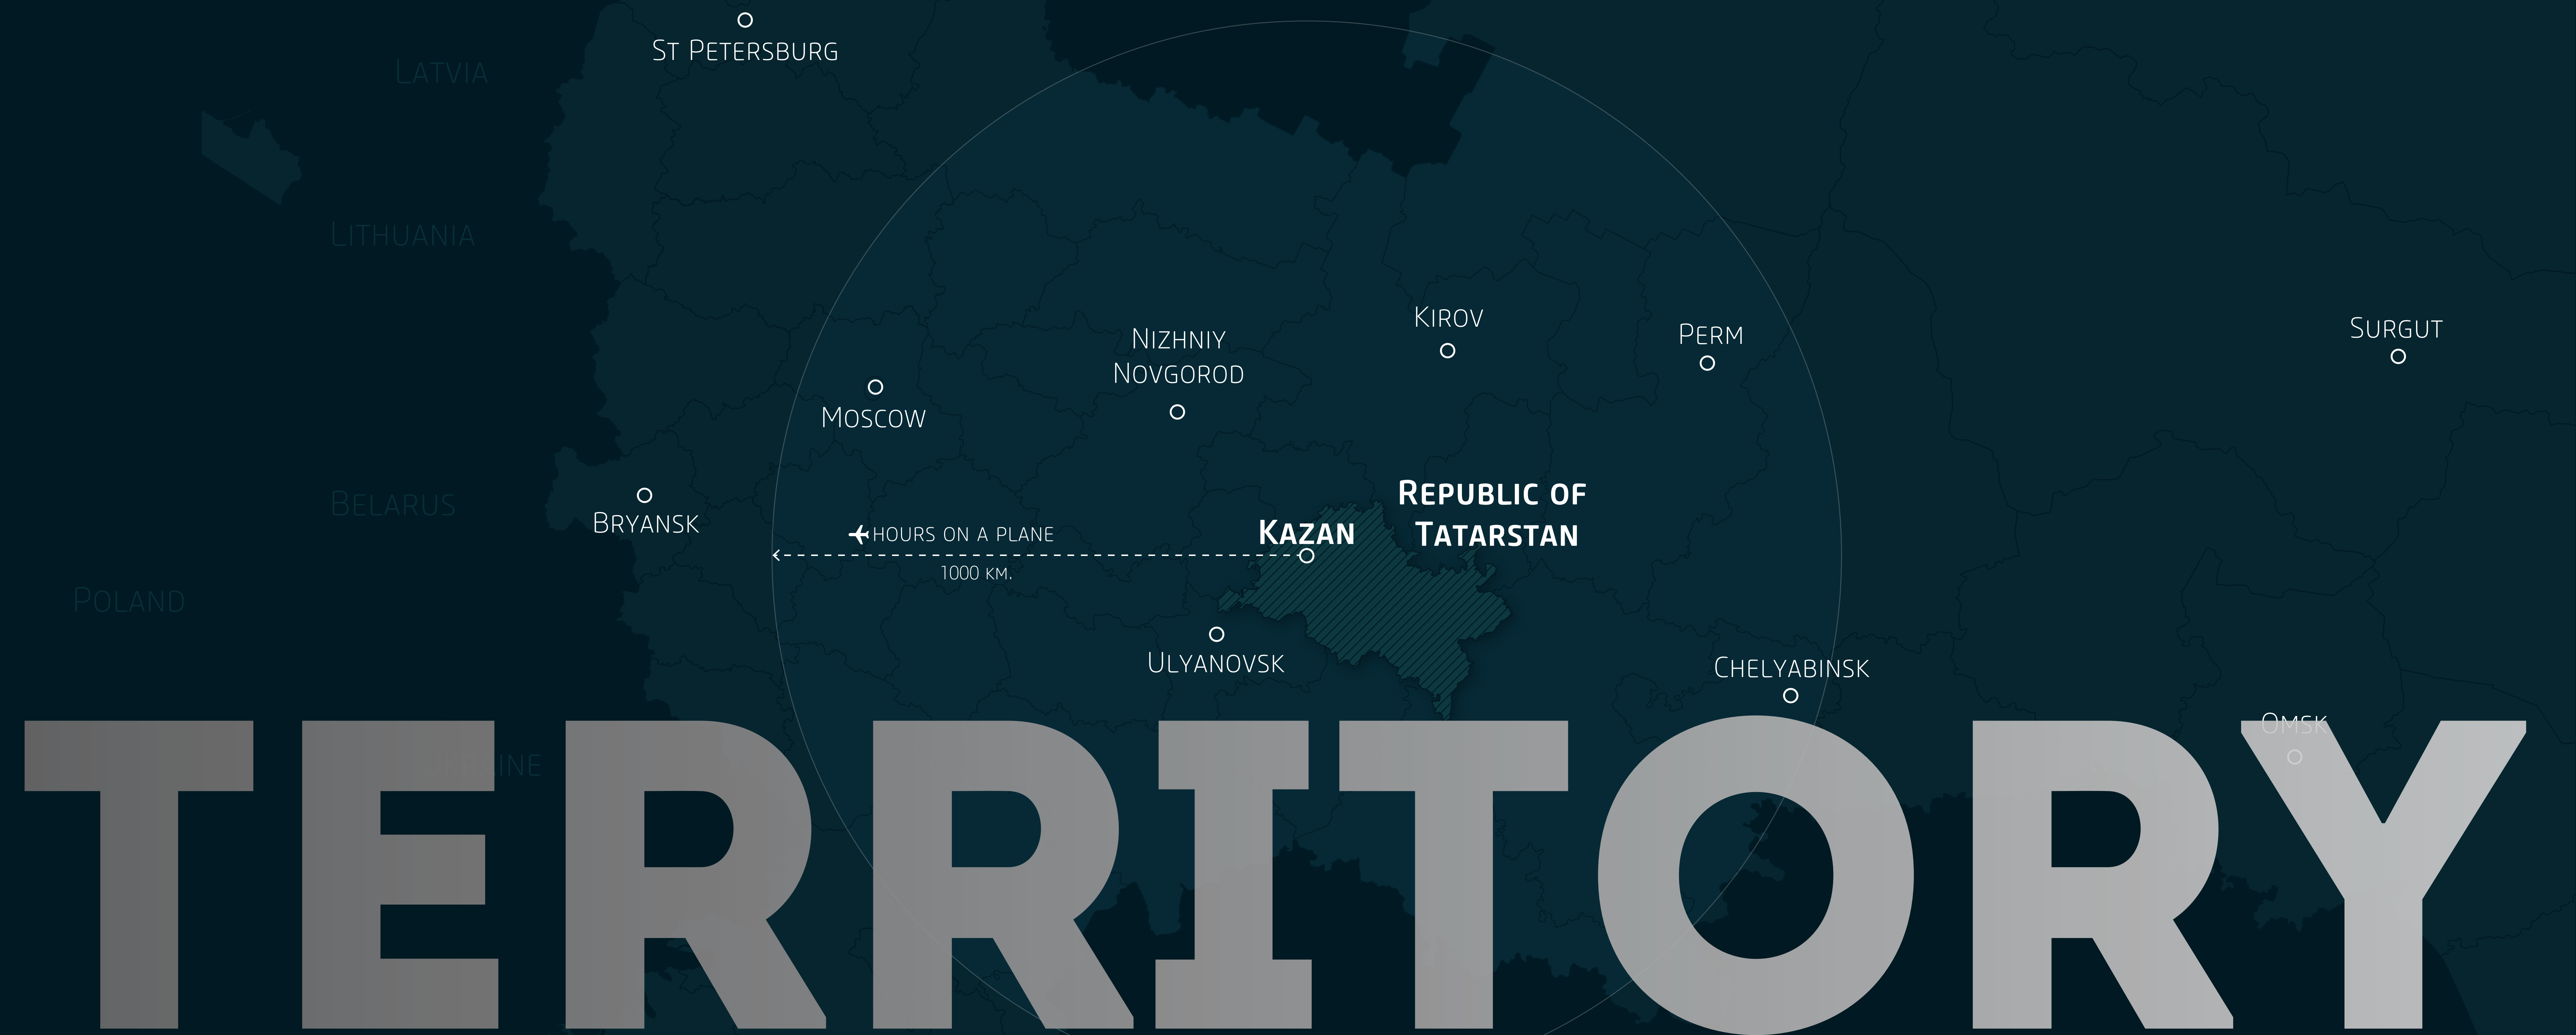 St Petersburg
Latvia
Lithuania
Kirov
Surgut
Perm
Nizhniy
Novgorod
Moscow
Republic of
Tatarstan
Belarus
Bryansk
Kazan
hours on a plane
1000 km.
Poland
Ulyanovsk
Chelyabinsk
Omsk
TERRITORY